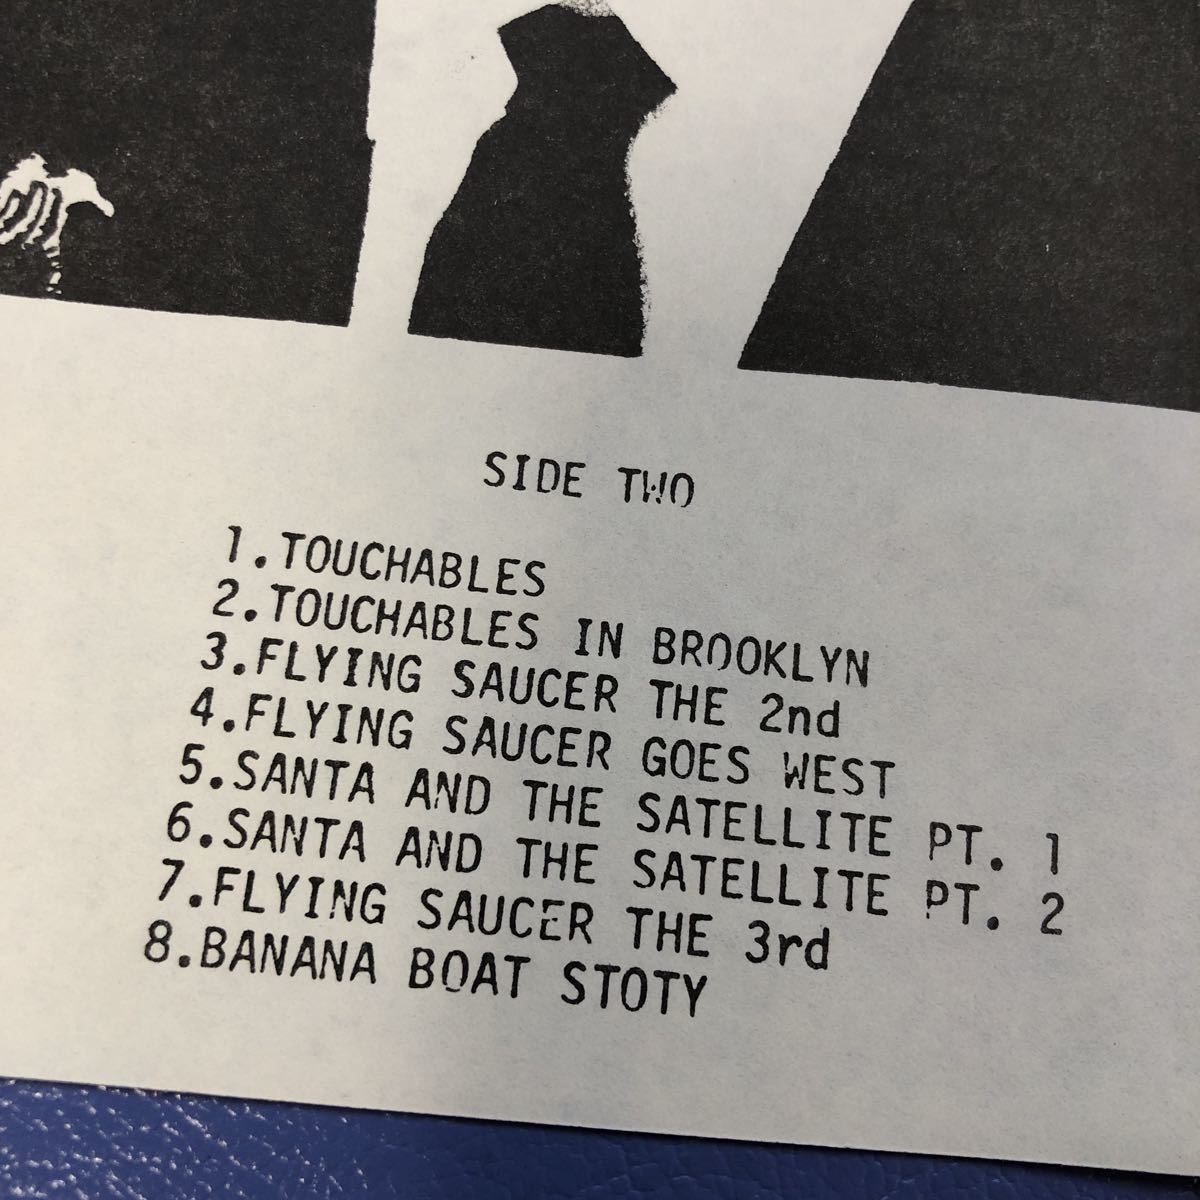 SIDE TWO
1.TOUCHABLES
2.TOUCHABLES IN BROOKLYN
3.FLYING SAUCER THE 2nd
4.FLYING SAUCER GOES WEST
5.SANTA AND THE SATELLITE PT. 1
6.SANTA AND THE SATELLITE PT. 2
7.FLYING SAUCER THE 3rd
8.BANANA BOAT STOTY